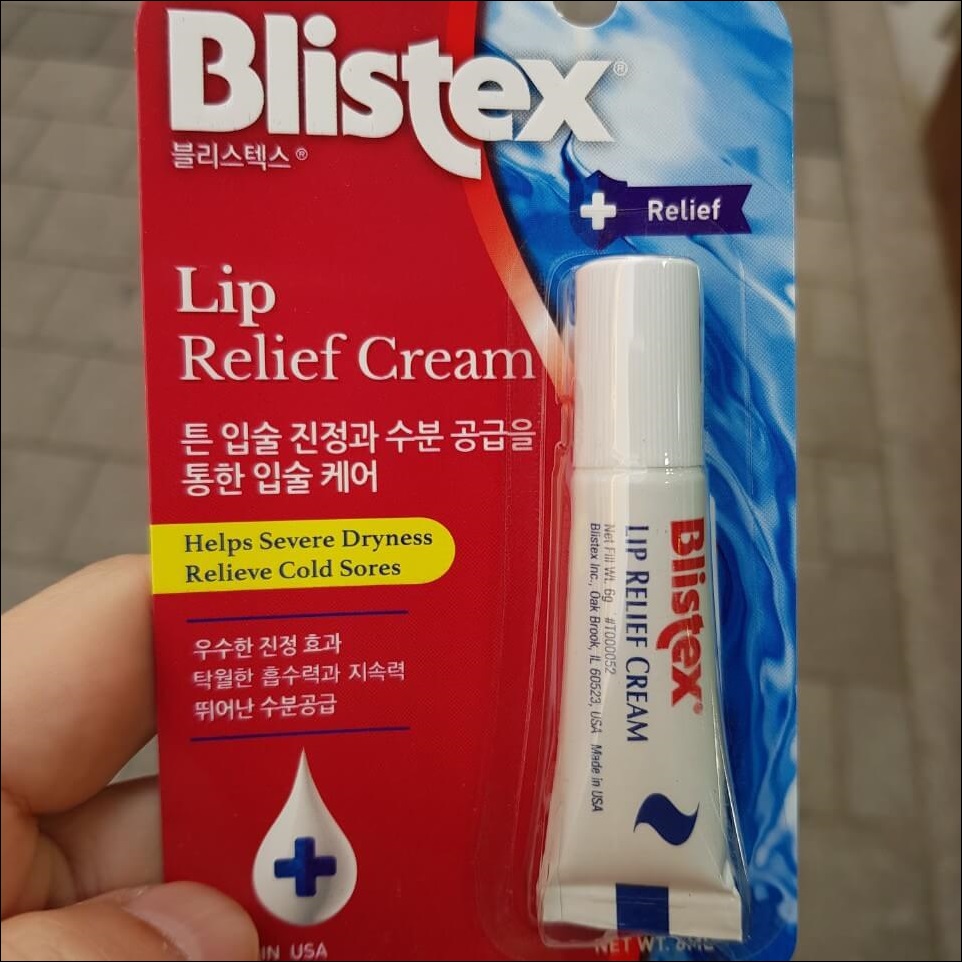 Blistex®
블리스텍스®
Relief
Lip
Relief Cream
튼 입술 진정과 수분 공급을
통한 입술 케어
Helps Severe Dryness
Relieve Cold Sores
우수한 진정 효과
탁월한 흡수력과 지속력
뛰어난 수분공급
IN USA
Blistex®
LIP RELIEF CREAM
Net Fill Wt. 6g #T000052
Blistex Inc., Oak Brook, IL 60523, USA Made in USA
NET WT.